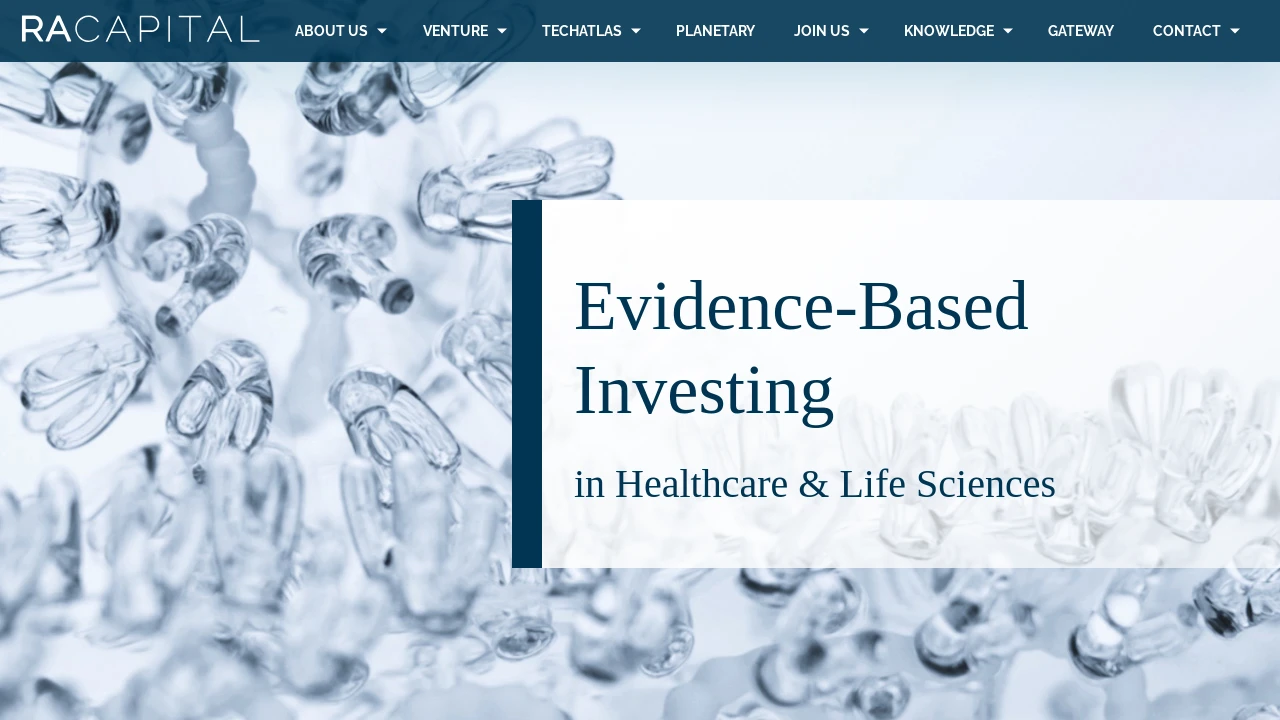 RACAPITAL
ABOUT US
VENTURE
TECHATLAS
PLANETARY
JOIN US
KNOWLEDGE
GATEWAY
CONTACT
Evidence-Based
Investing
in Healthcare & Life Sciences